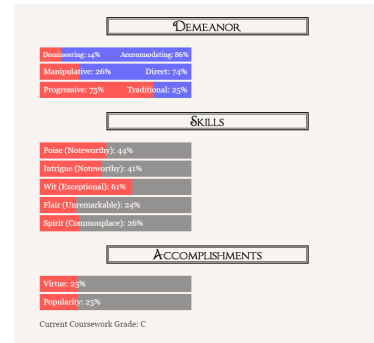 Demeanor
Domineering: 14% Accommodating: 86%
Manipulative: 26% Direct: 74%
Progressive: 75% Traditional: 25%
Skills
Poise (Noteworthy): 44%
Intrigue (Noteworthy): 41%
Wit (Exceptional): 61%
Flair (Unremarkable): 24%
Spirit (Commonplace): 26%
Accomplishments
Virtue: 25%
Popularity: 25%
Current Coursework Grade: C